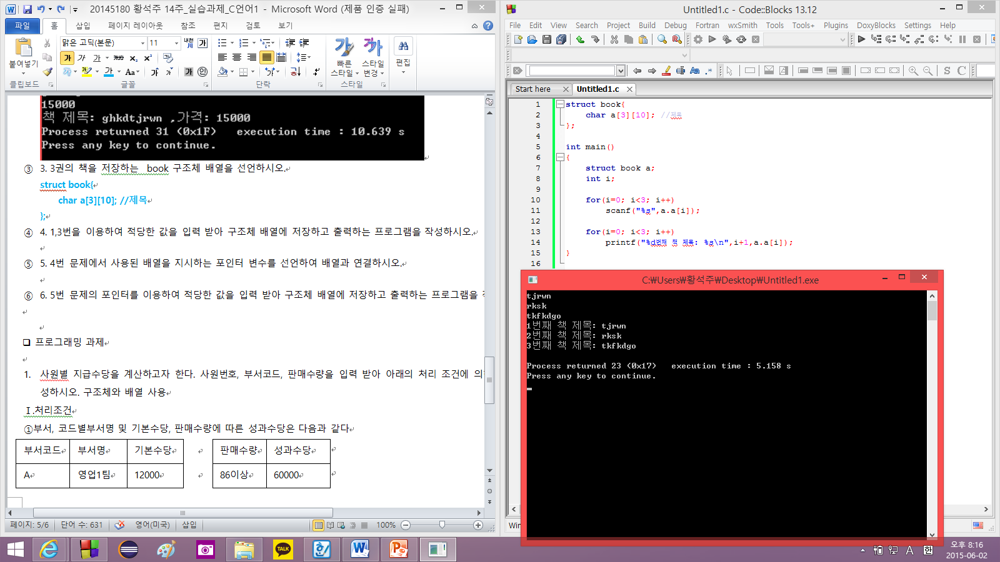 20145180 황석주 14주_실습과제_C언어1 - Microsoft Word (제품 인증 실패)
파일 홈 삽입 페이지 레이아웃 참조 편지 검토 보기
맑은 고딕(본문) 11
붙여넣기
빠른 스타일 스타일 변경 편집
클립보드 글꼴 단락 스타일
15000
책 제목: ghkdtjrwn ,가격: 15000
Process returned 31 (0x1F) execution time : 10.639 s
Press any key to continue.
③ 3. 3권의 책을 저장하는 book 구조체 배열을 선언하시오.
struct book{
char a[3][10]; //제목
};
④ 4. 1,3번을 이용하여 적당한 값을 입력 받아 구조체 배열에 저장하고 출력하는 프로그램을 작성하시오.
⑤ 5. 4번 문제에서 사용된 배열을 지시하는 포인터 변수를 선언하여 배열과 연결하시오.
⑥ 6. 5번 문제의 포인터를 이용하여 적당한 값을 입력 받아 구조체 배열에 저장하고 출력하는 프로그램을
❑ 프로그래밍 과제
1. 사원별 지급수당을 계산하고자 한다. 사원번호, 부서코드, 판매수량을 입력 받아 아래의 처리 조건에 의
성하시오. 구조체와 배열 사용
Ⅰ.처리조건
①부서, 코드별부서명 및 기본수당, 판매수량에 따른 성과수당은 다음과 같다
부서코드 부서명 기본수당 판매수량 성과수당
A 영업1팀 12000 86이상 60000
페이지: 5/6 단어 수: 631 영어(미국) 삽입 100%
Untitled1.c - Code::Blocks 13.12
File Edit View Search Project Build Debug Fortran wxSmith Tools Tools+ Plugins DoxyBlocks Settings Help
Start here Untitled1.c
1 struct book{
2 char a[3][10]; //제목
3 };
4
5 int main()
6 {
7 struct book a;
8 int i;
9
10 for(i=0; i<3; i++)
11 scanf("%s",a.a[i]);
12
13 for(i=0; i<3; i++)
14 printf("%d번째 책 제목: %s\n",i+1,a.a[i]);
15 }
16
C:₩Users₩황석주₩Desktop₩Untitled1.exe
tjrwn
rksk
tkfkdgo
1번째 책 제목: tjrwn
2번째 책 제목: rksk
3번째 책 제목: tkfkdgo
Process returned 23 (0x17) execution time : 5.158 s
Press any key to continue.
Win
TALK
A 한
오후 8:16
2015-06-02